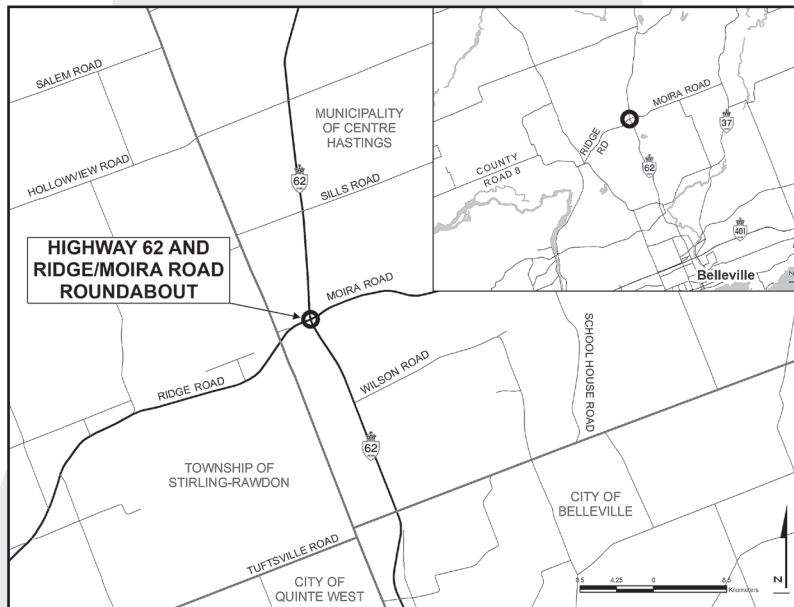 SALEM ROAD
MUNICIPALITY
OF CENTRE
HASTINGS
HOLLOWVIEW ROAD
62
SILLS ROAD
HIGHWAY 62 AND
RIDGE/MOIRA ROAD
ROUNDABOUT
MOIRA ROAD
RIDGE ROAD
WILSON ROAD
SCHOOL HOUSE ROAD
62
TOWNSHIP OF
STIRLING-RAWDON
CITY OF
BELLEVILLE
TUFTSVILLE ROAD
CITY OF
QUINTE WEST
MOIRA ROAD
37
RIDGE
RD
COUNTY
ROAD 8
62
401
Belleville
8.5 4.25 0 8.5
Kilometers
N